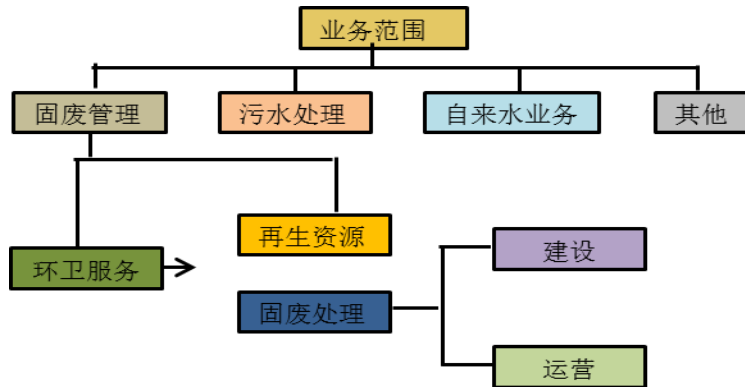 业务范围
固废管理
污水处理
自来水业务
其他
再生资源
环卫服务
建设
固废处理
运营